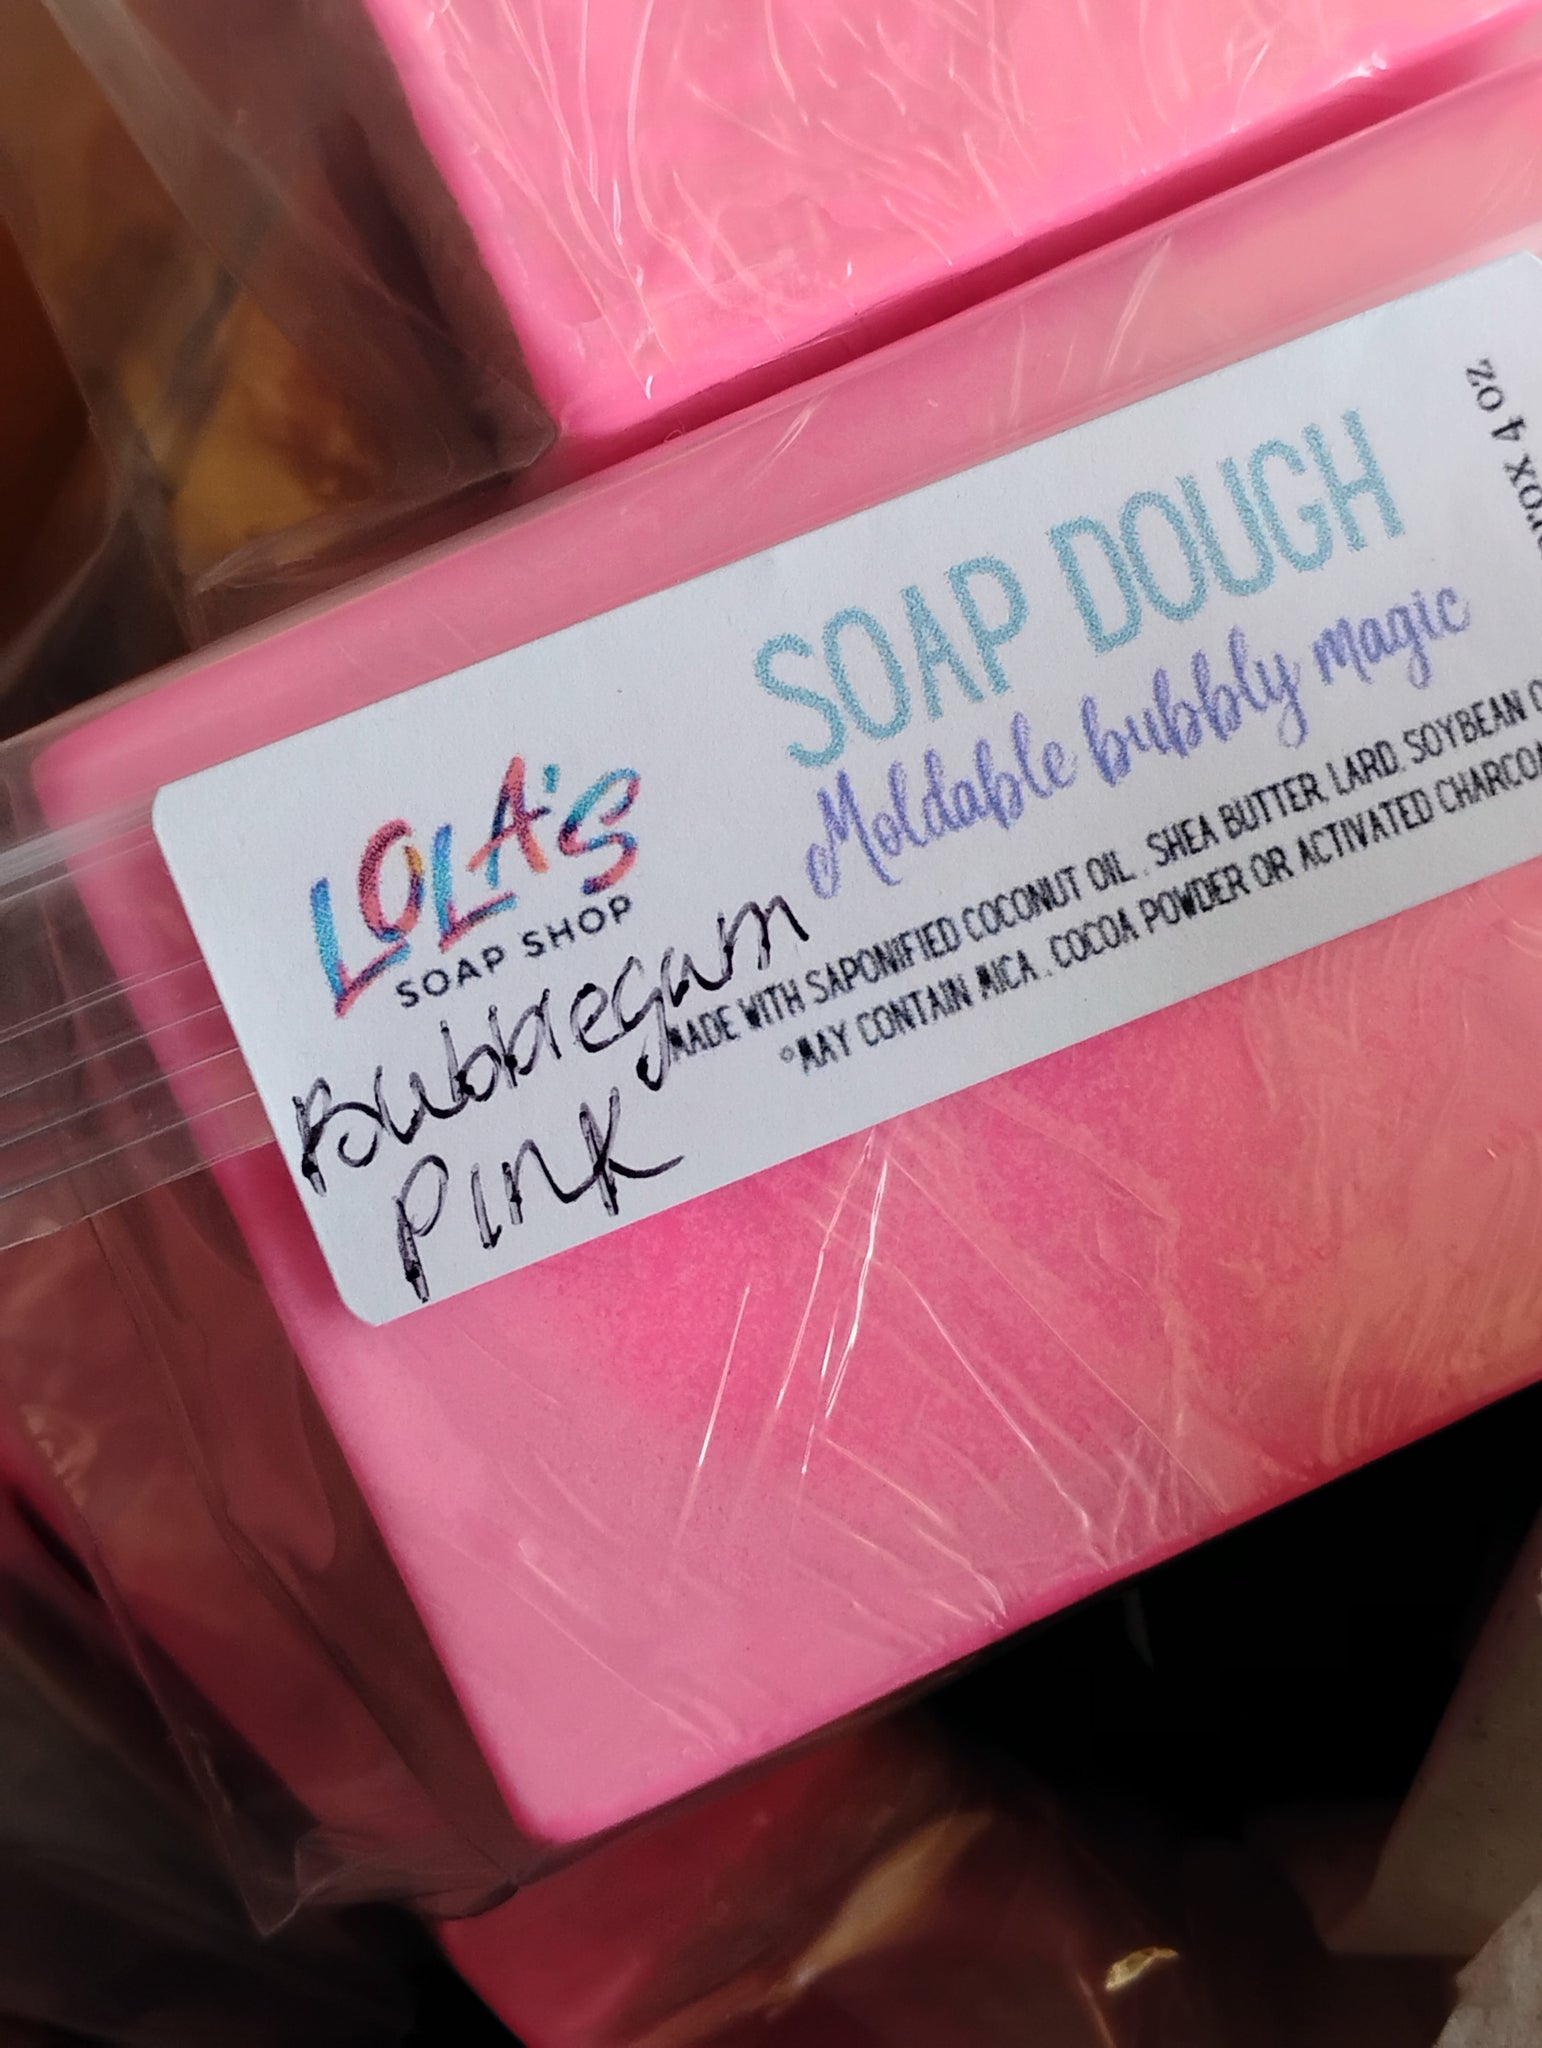 LOLA'S
SOAP SHOP
Bubblegum
Pink
SOAP DOUGH
Moldable bubbly magic
MADE WITH SAPONIFIED COCONUT OIL, SHEA BUTTER LARD, SOYBEAN
*MAY CONTAIN MICA, COCOA POWDER OR ACTIVATED
4 oz